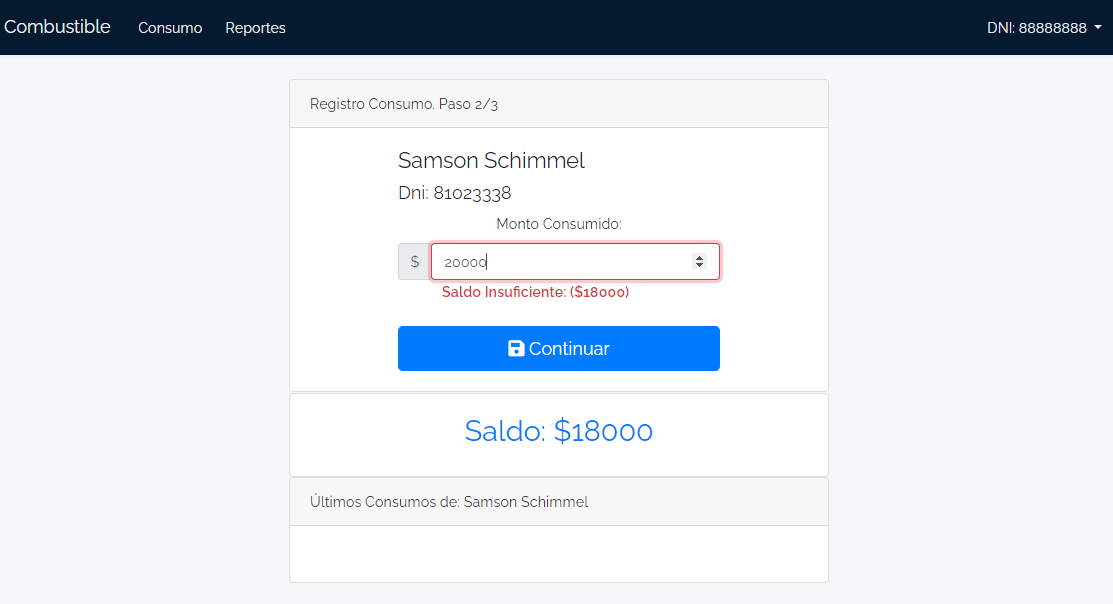 Combustible Consumo Reportes DNI: 88888888
Registro Consumo. Paso 2/3
Samson Schimmel
Dni: 81023338
Monto Consumido:
$ 20000
Saldo Insuficiente: ($18000)
Continuar
Saldo: $18000
Últimos Consumos de: Samson Schimmel